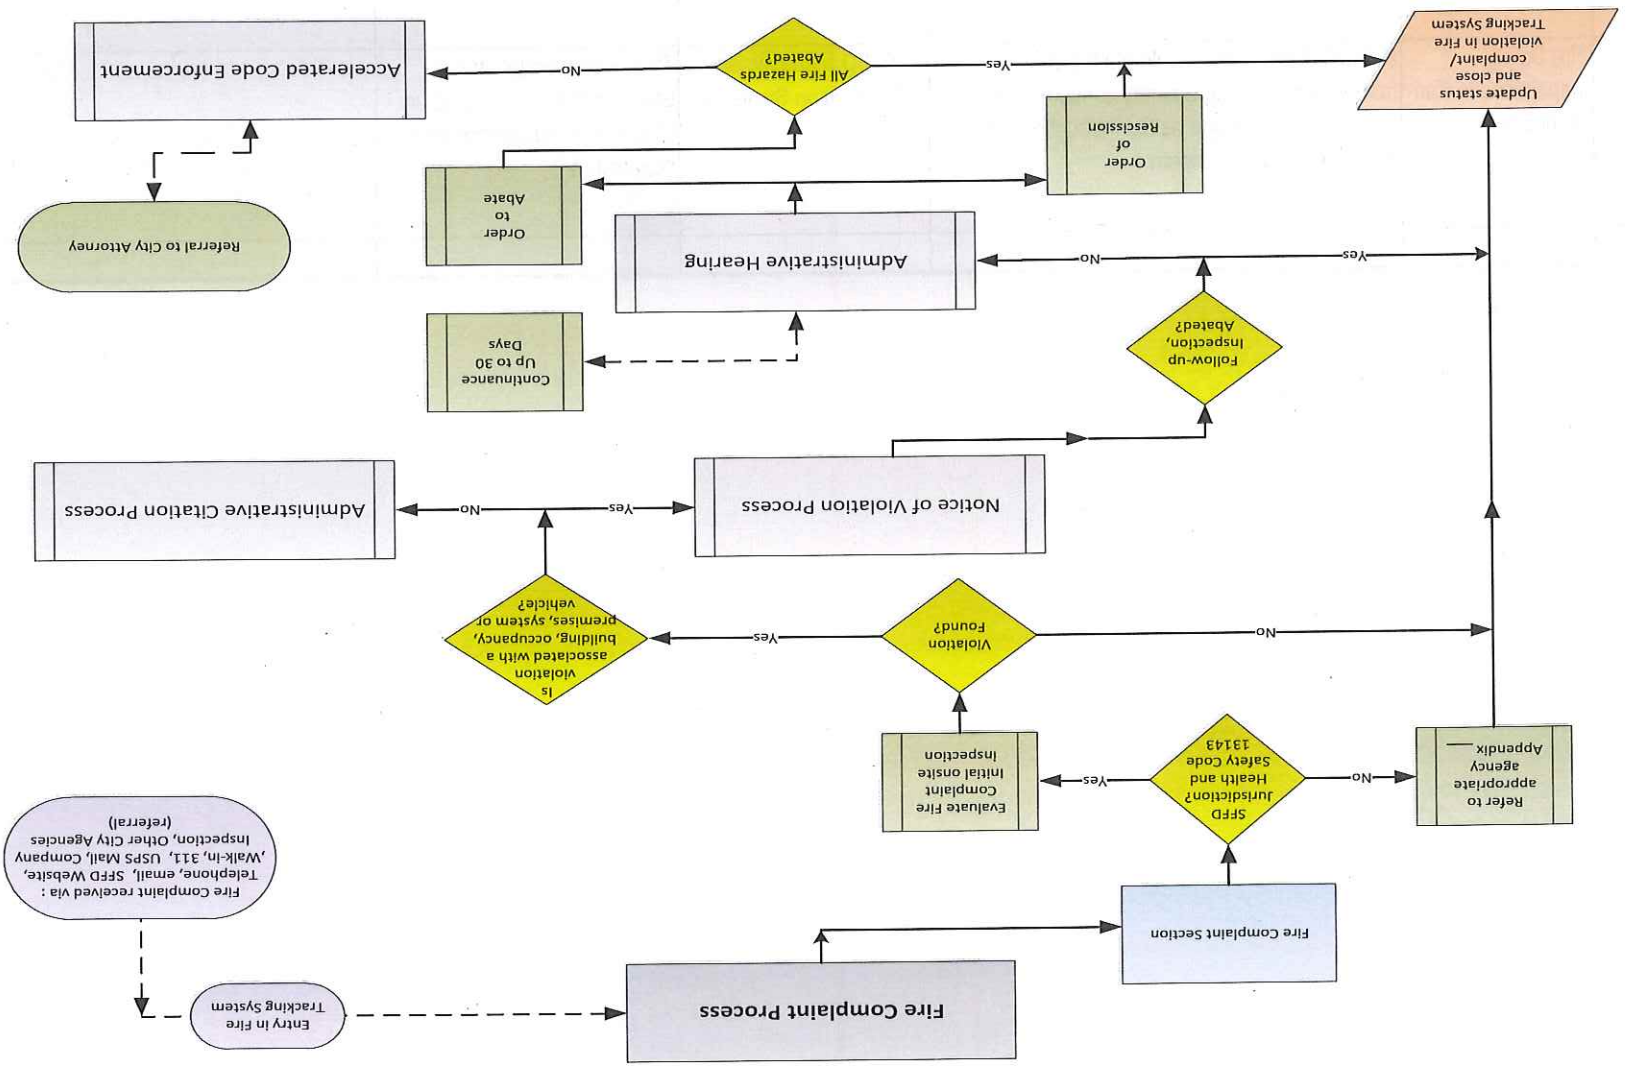 Fire Complaint Process
Entry in Fire
Tracking System
Fire Complaint received via :
Telephone, email, SFFD Website,
,Walk-in, 311, USPS Mail, Company
Inspection, Other City Agencies
(referral)
Fire Complaint Section
Refer to
appropriate
agency
Appendix __
No
SFFD
Jurisdiction?
Health and
Safety Code
13143
Yes
Evaluate Fire
Complaint
Initial onsite
Inspection
No
Violation
Found?
Yes
Is
violation
associated with a
building, occupancy,
premises, system or
vehicle?
Notice of Violation Process
Yes
No
Administrative Citation Process
Follow-up
Inspection,
Abated?
Continuance
Up to 30
Days
Yes
No
Administrative Hearing
Order
to
Abate
Referral to City Attorney
Order
of
Rescission
Update status
and close
complaint/
violation in Fire
Tracking System
Yes
All Fire Hazards
Abated?
No
Accelerated Code Enforcement